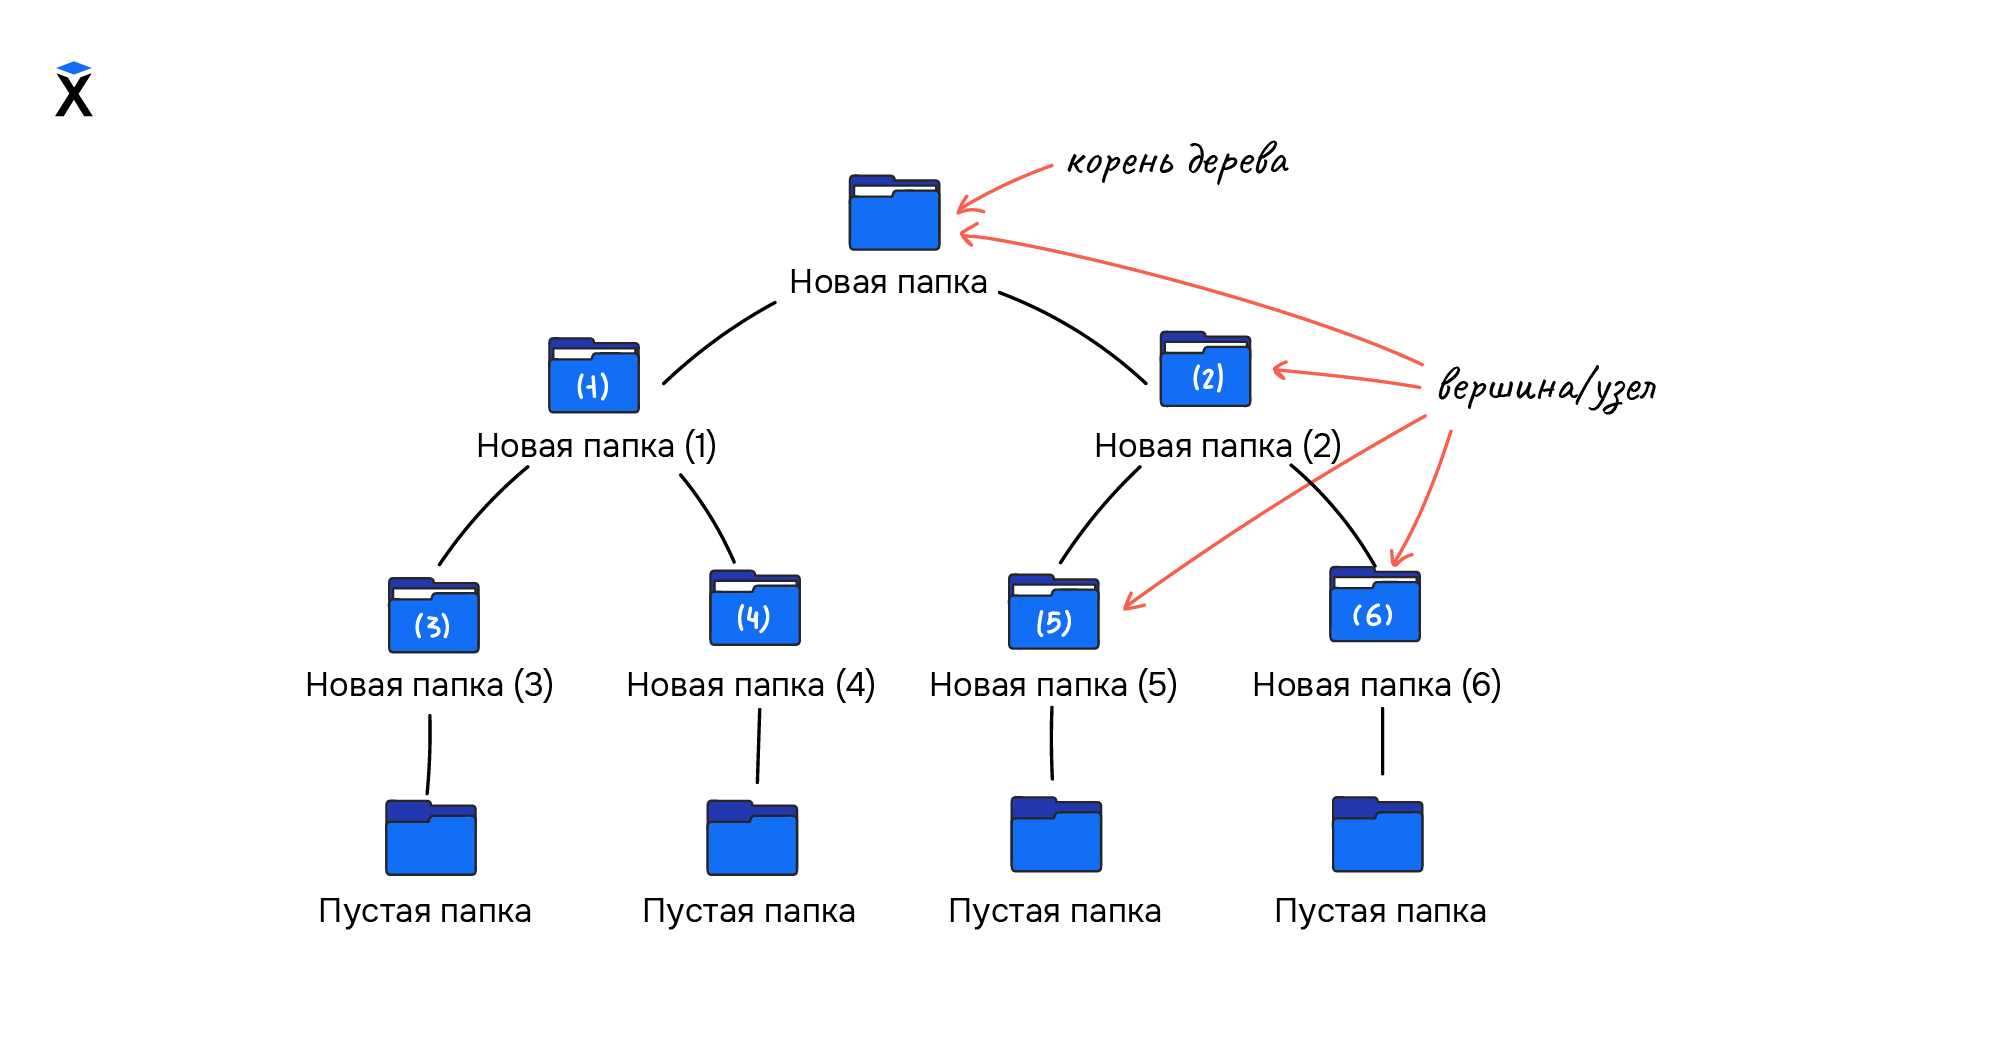 корень дерева
Новая папка
(1)
(2)
вершина/узел
Новая папка (1)
Новая папка (2)
(3)
(4)
(5)
(6)
Новая папка (3)
Новая папка (4)
Новая папка (5)
Новая папка (6)
Пустая папка
Пустая папка
Пустая папка
Пустая папка